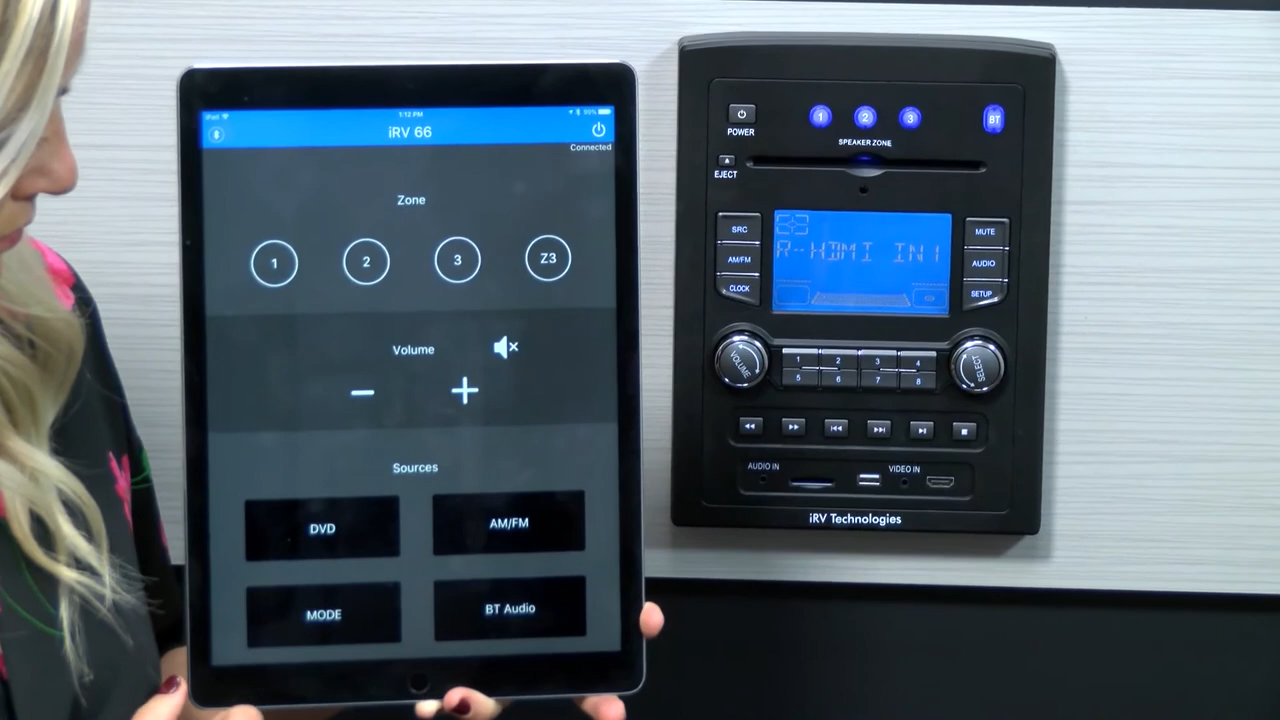 iPad 1:12 PM 95%
iRV 66
Connected
Zone
1 2 3 Z3
Volume
Sources
DVD AM/FM
MODE BT Audio
POWER
1 2 3 BT
SPEAKER ZONE
EJECT
SRC
AM/FM
CLOCK
R--HDMI IN1
MUTE
AUDIO
SETUP
VOLUME
1 2 3 4
5 6 7 8
SELECT
AUDIO IN VIDEO IN
iRV Technologies